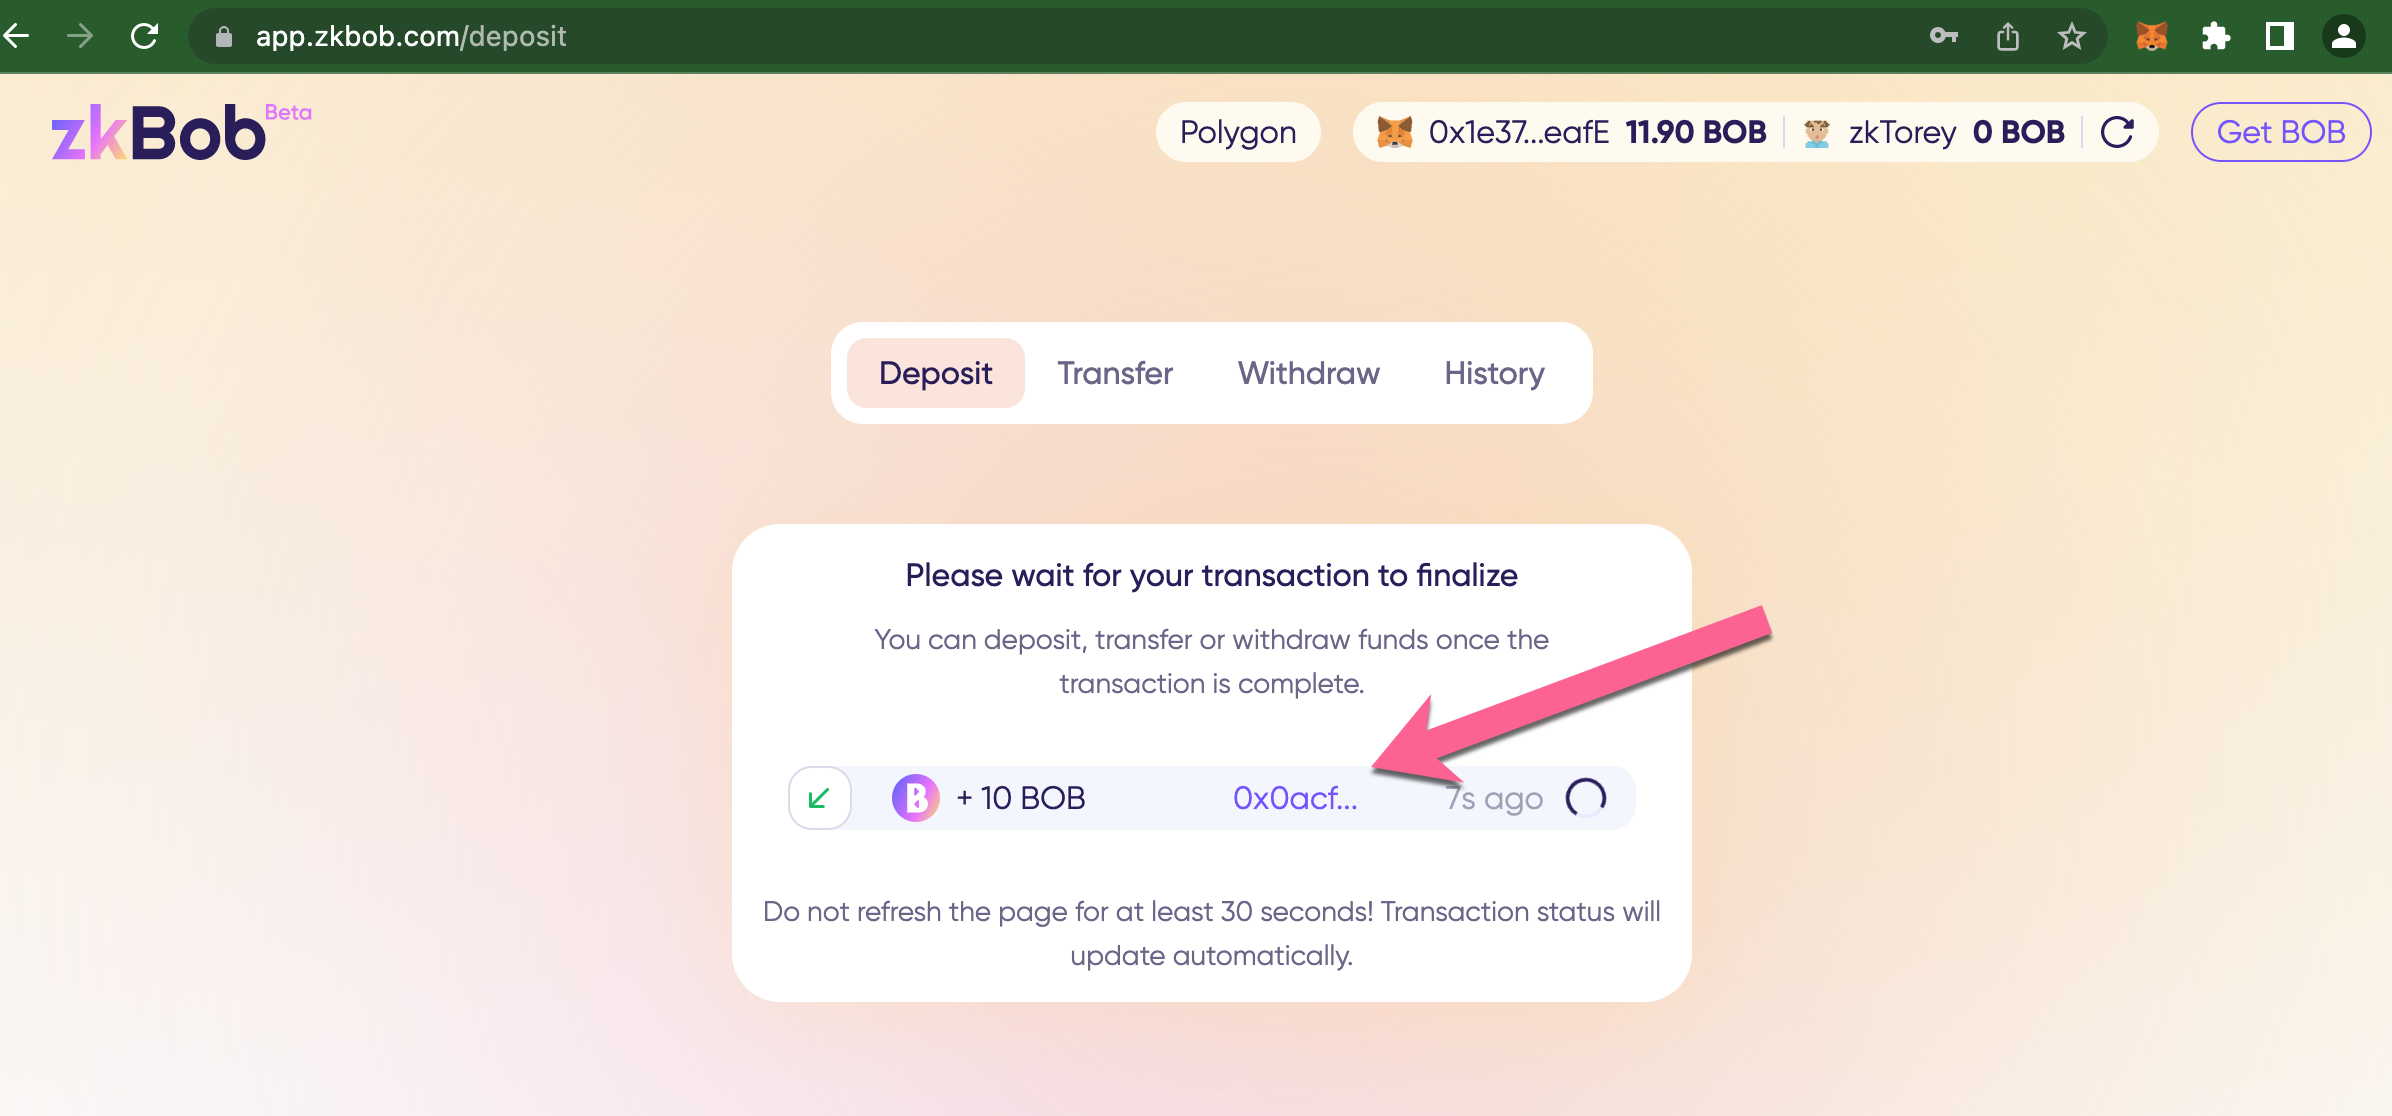 app.zkbob.com/deposit
zkBob Beta
Polygon
0x1e37...eafE 11.90 BOB
zkTorey 0 BOB
Get BOB
Deposit Transfer Withdraw History
Please wait for your transaction to finalize
You can deposit, transfer or withdraw funds once the
transaction is complete.
B + 10 BOB 0x0acf... 7s ago
Do not refresh the page for at least 30 seconds! Transaction status will
update automatically.